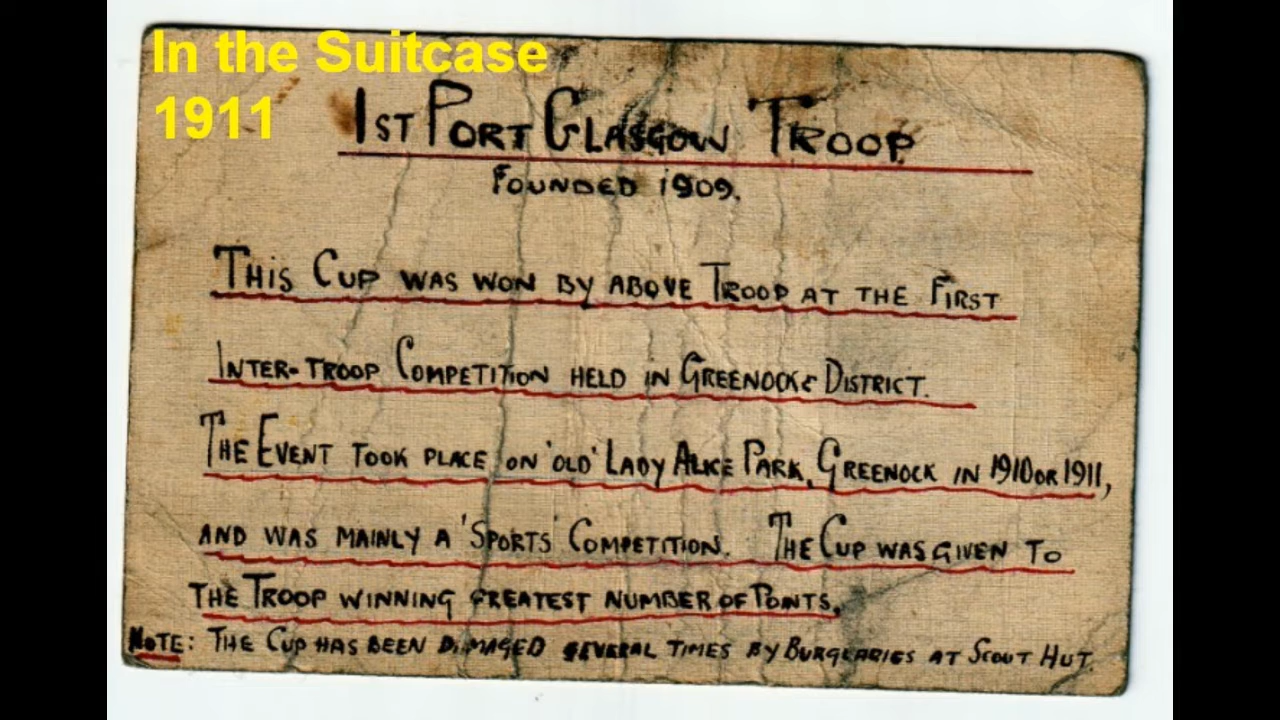 In the Suitcase
1911
1ST PORT GLASGOW TROOP.
FOUNDED 1909.
THIS CUP WAS WON BY ABOVE TROOP AT THE FIRST
INTER-TROOP COMPETITION HELD IN GREENOCK DISTRICT.
THE EVENT TOOK PLACE ON 'OLD' LADY ALICE PARK, GREENOCK IN 1910 OR 1911,
AND WAS MAINLY A 'SPORTS' COMPETITION. THE CUP WAS GIVEN TO
THE TROOP WINNING GREATEST NUMBER OF POINTS.
NOTE: THE CUP HAS BEEN DAMAGED SEVERAL TIMES BY BURGLARIES AT SCOUT HUT.